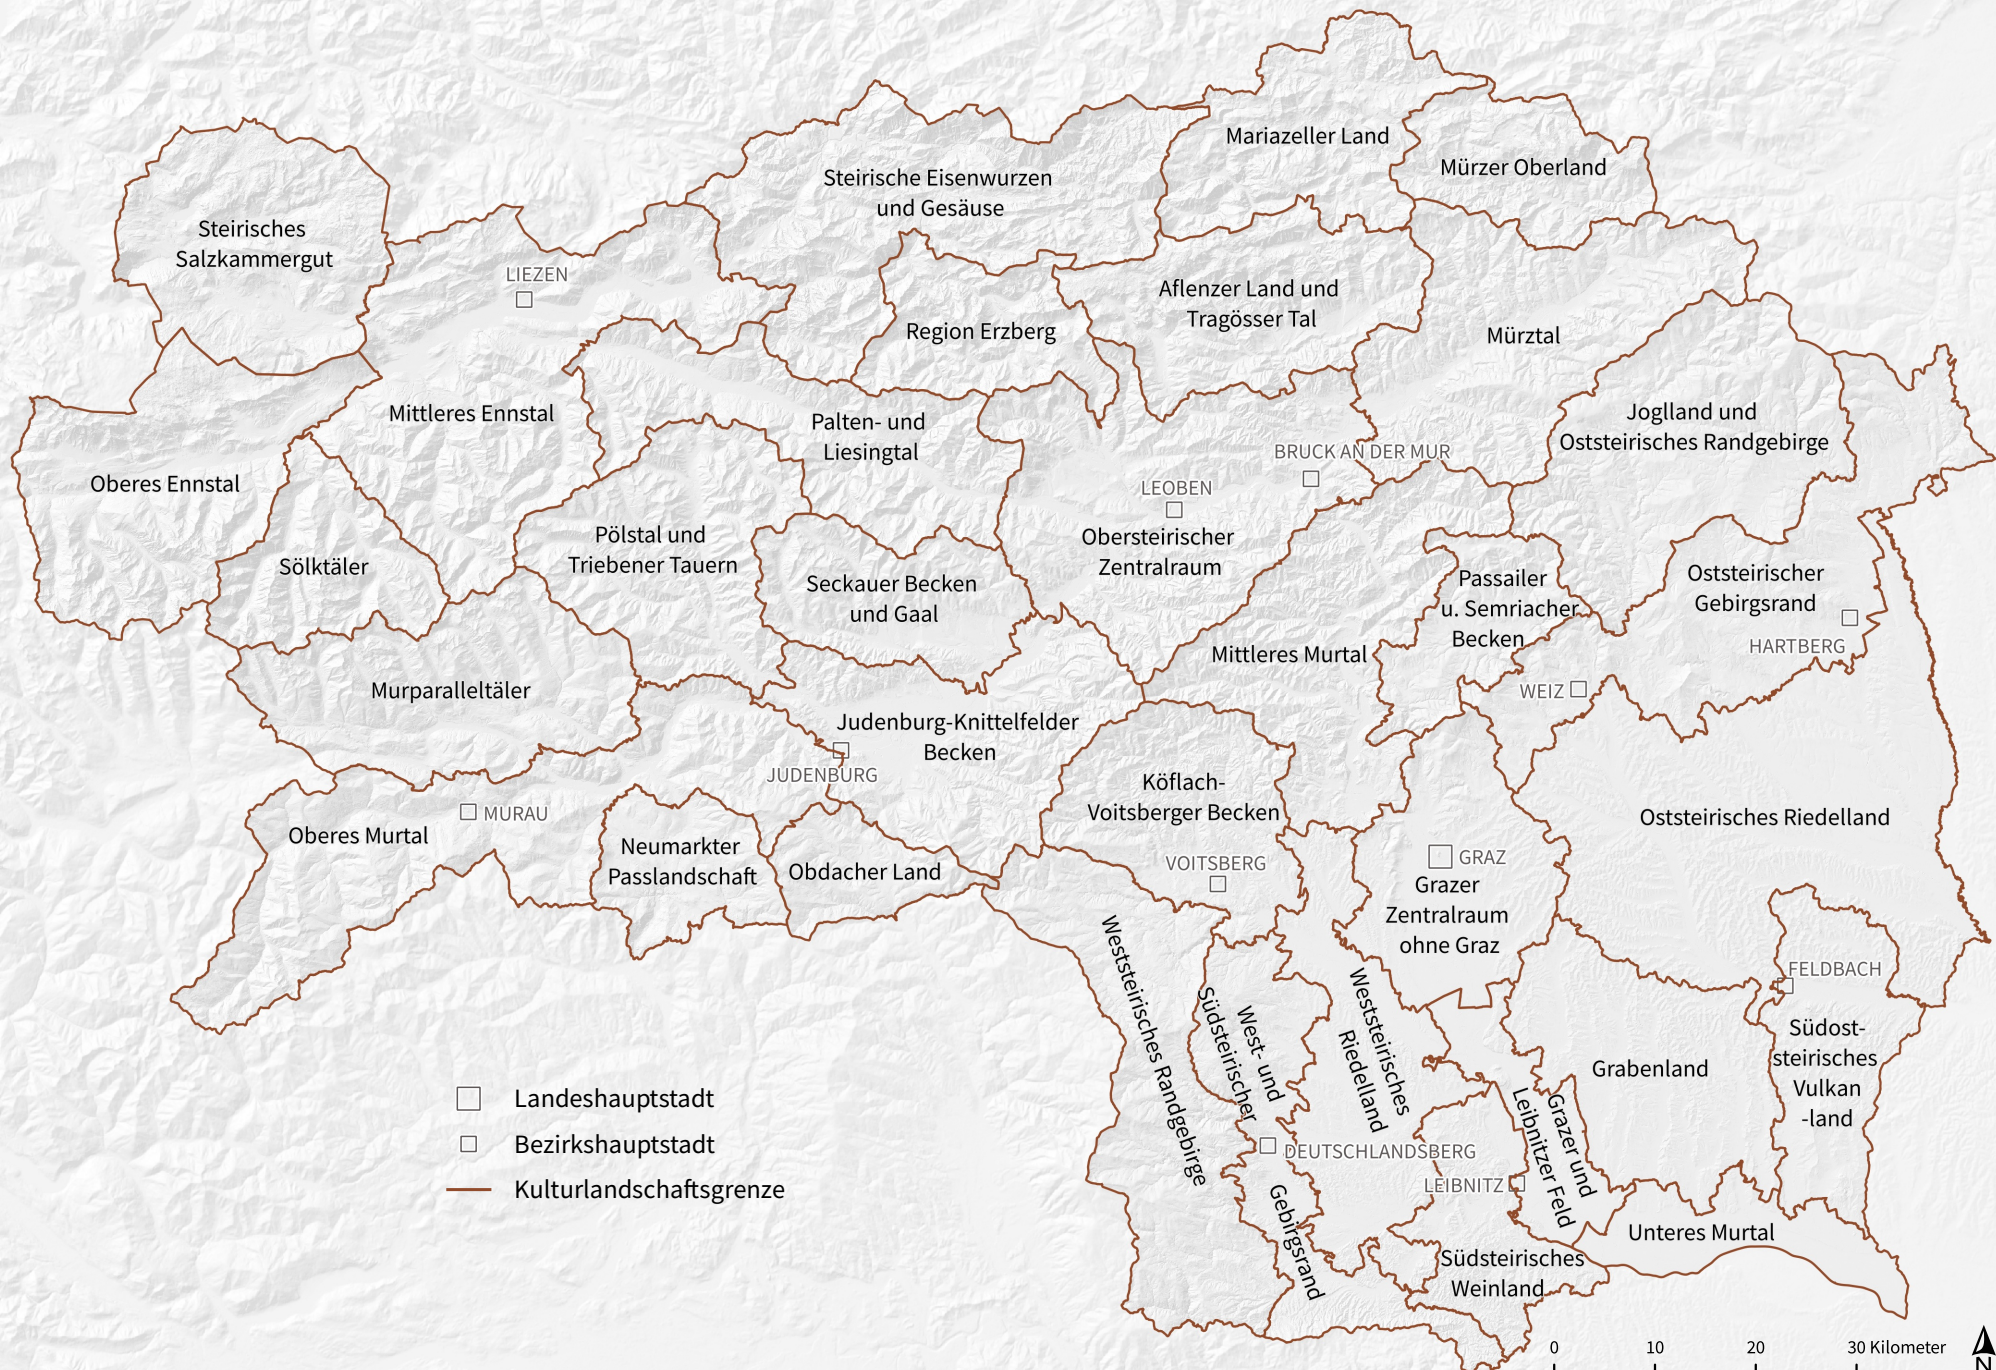 Mariazeller Land
Mürzer Oberland
Steirische Eisenwurzen
und Gesäuse
Steirisches
Salzkammergut
LIEZEN
Aflenzer Land und
Tragösser Tal
Region Erzberg
Mürztal
Mittleres Ennstal
Palten- und
Liesingtal
Joglland und
Oststeirisches Randgebirge
BRUCK AN DER MUR
Oberes Ennstal
LEOBEN
Obersteirischer
Zentralraum
Pölstal und
Triebener Tauern
Sölktäler
Seckauer Becken
und Gaal
Passailer
u. Semriacher
Becken
Oststeirischer
Gebirgsrand
HARTBERG
Mittleres Murtal
Murparalleltäler
WEIZ
Judenburg-Knittelfelder
Becken
JUDENBURG
Köflach-
Voitsberger Becken
MURAU
Oberes Murtal
Oststeirisches Riedelland
Neumarkter
Passlandschaft
Obdacher Land
VOITSBERG
GRAZ
Grazer
Zentralraum
ohne Graz
FELDBACH
Weststeirisches Randgebirge
West- und
Südsteirischer
Gebirgsrand
Weststeirisches
Riedelland
Südost-
steirisches
Vulkan
-land
Grabenland
Grazer und
Leibnitzer Feld
DEUTSCHLANDSBERG
LEIBNITZ
Unteres Murtal
Südsteirisches
Weinland
Landeshauptstadt
Bezirkshauptstadt
Kulturlandschaftsgrenze
0 10 20 30 Kilometer
N